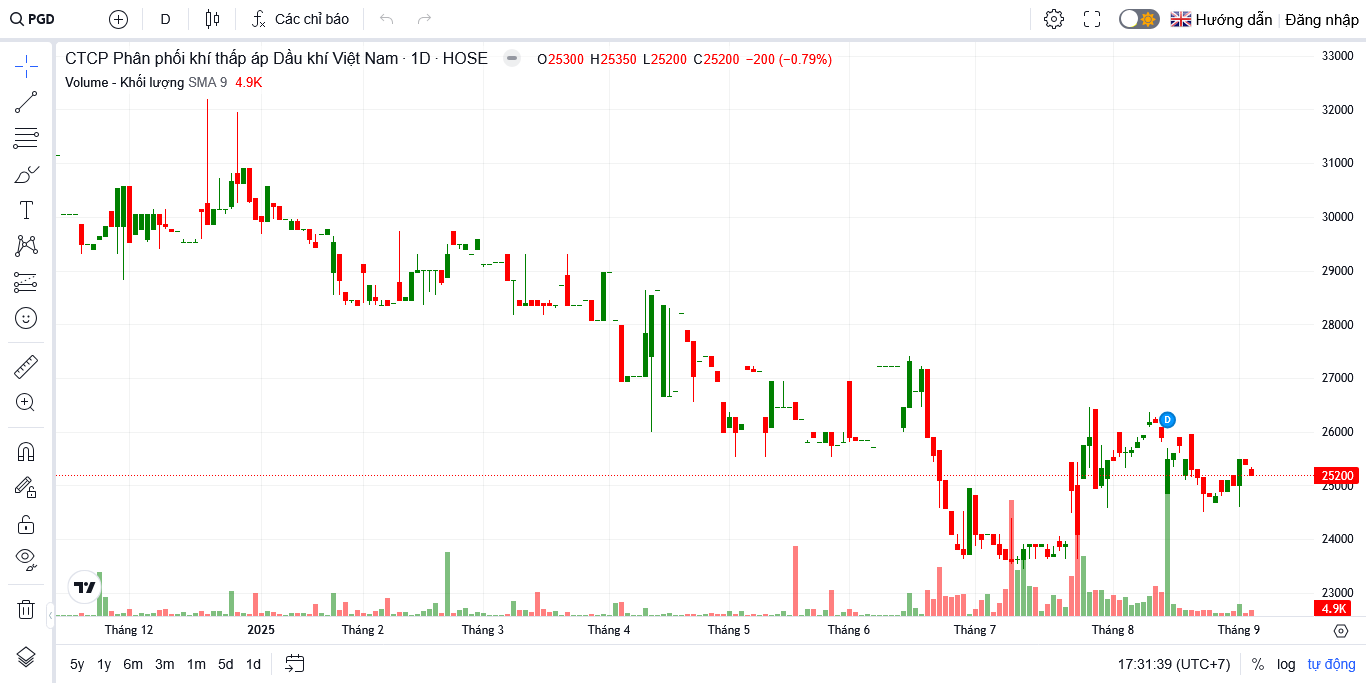 PGD D Các chỉ báo Hướng dẫn Đăng nhập
CTCP Phân phối khí thấp áp Dầu khí Việt Nam · 1D · HOSE O25300 H25350 L25200 C25200 −200 (−0.79%)
Volume - Khối lượng SMA 9 4.9K
33000
32000
31000
30000
29000
28000
27000
26000
D
25200
25000
24000
23000
4.9K
Tháng 12 2025 Tháng 2 Tháng 3 Tháng 4 Tháng 5 Tháng 6 Tháng 7 Tháng 8 Tháng 9
5y 1y 6m 3m 1m 5d 1d 17:31:39 (UTC+7) % log tự động